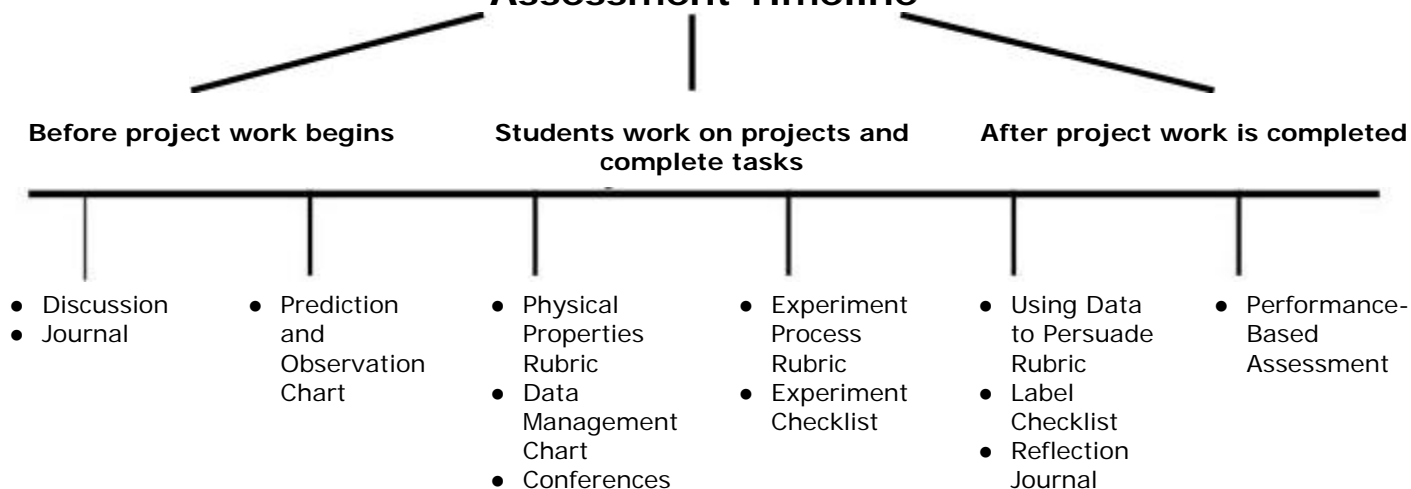 Assessment Timeline
Before project work begins
Students work on projects and
complete tasks
After project work is completed
● Discussion
● Journal
● Prediction
and
Observation
Chart
● Physical
Properties
Rubric
● Data
Management
Chart
● Conferences
● Experiment
Process
Rubric
● Experiment
Checklist
● Using Data
to Persuade
Rubric
● Label
Checklist
● Reflection
Journal
● Performance-
Based
Assessment